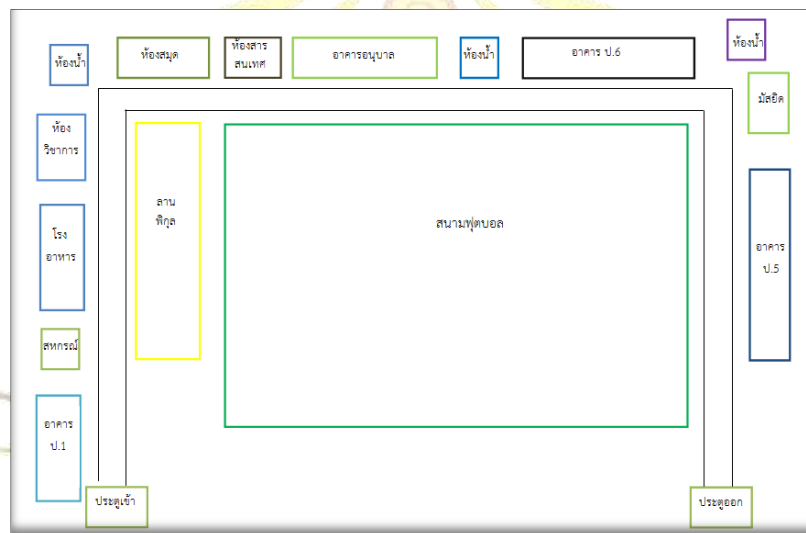 ห้องน้ำ
ห้องสมุด
ห้องสาร
สนเทศ
อาคารอนุบาล
ห้องน้ำ
อาคาร ป.6
ห้องน้ำ
มัสยิด
ห้อง
วิชาการ
ลาน
พิกุล
สนามฟุตบอล
โรง
อาหาร
อาคาร
ป.5
สหกรณ์
อาคาร
ป.1
ประตูเข้า
ประตูออก